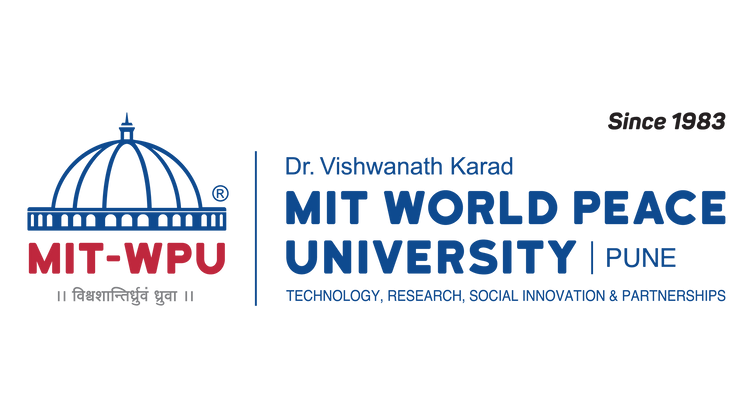 Since 1983
®
MIT-WPU
।। विश्वशान्तिर्ध्रुवं ध्रुवा ।।
Dr. Vishwanath Karad
MIT WORLD PEACE
UNIVERSITY | PUNE
TECHNOLOGY, RESEARCH, SOCIAL INNOVATION & PARTNERSHIPS